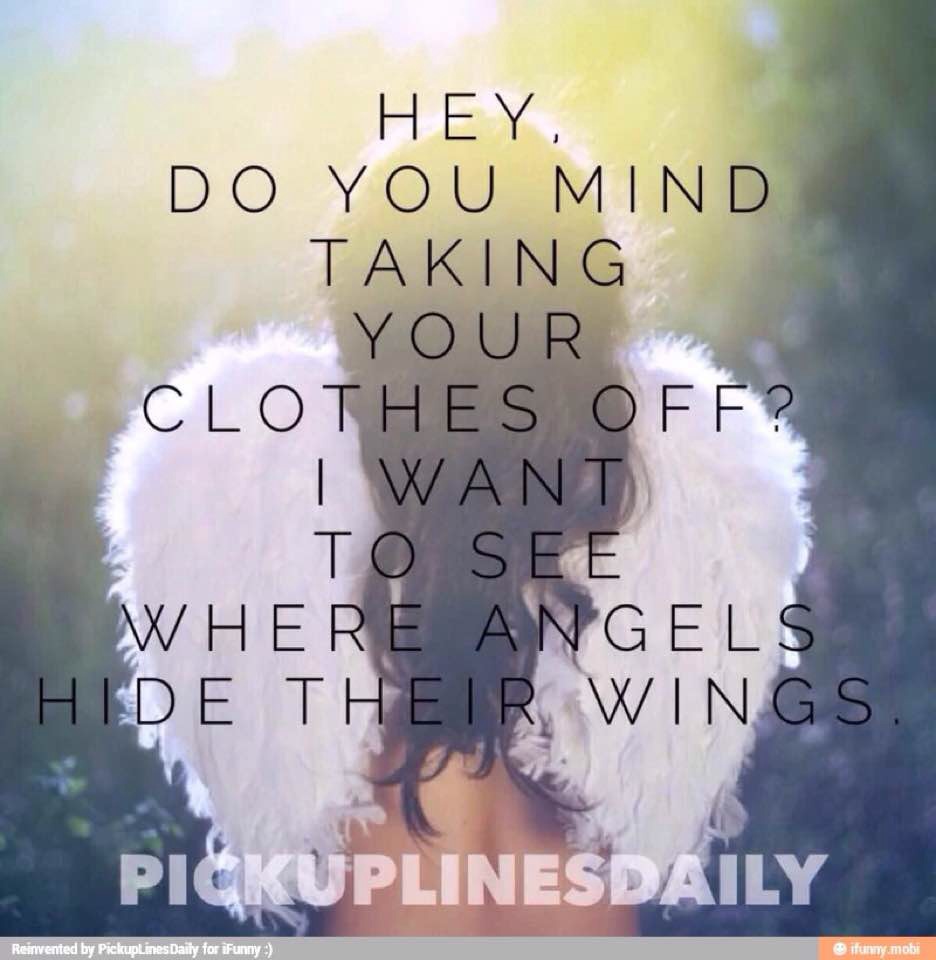 HEY,
DO YOU MIND
TAKING
YOUR
CLOTHES OFF?
I WANT
TO SEE
WHERE ANGELS
HIDE THEIR WINGS.
PICKUPLINESDAILY
Reinvented by PickupLinesDaily for iFunny :)
ifunny.mobi